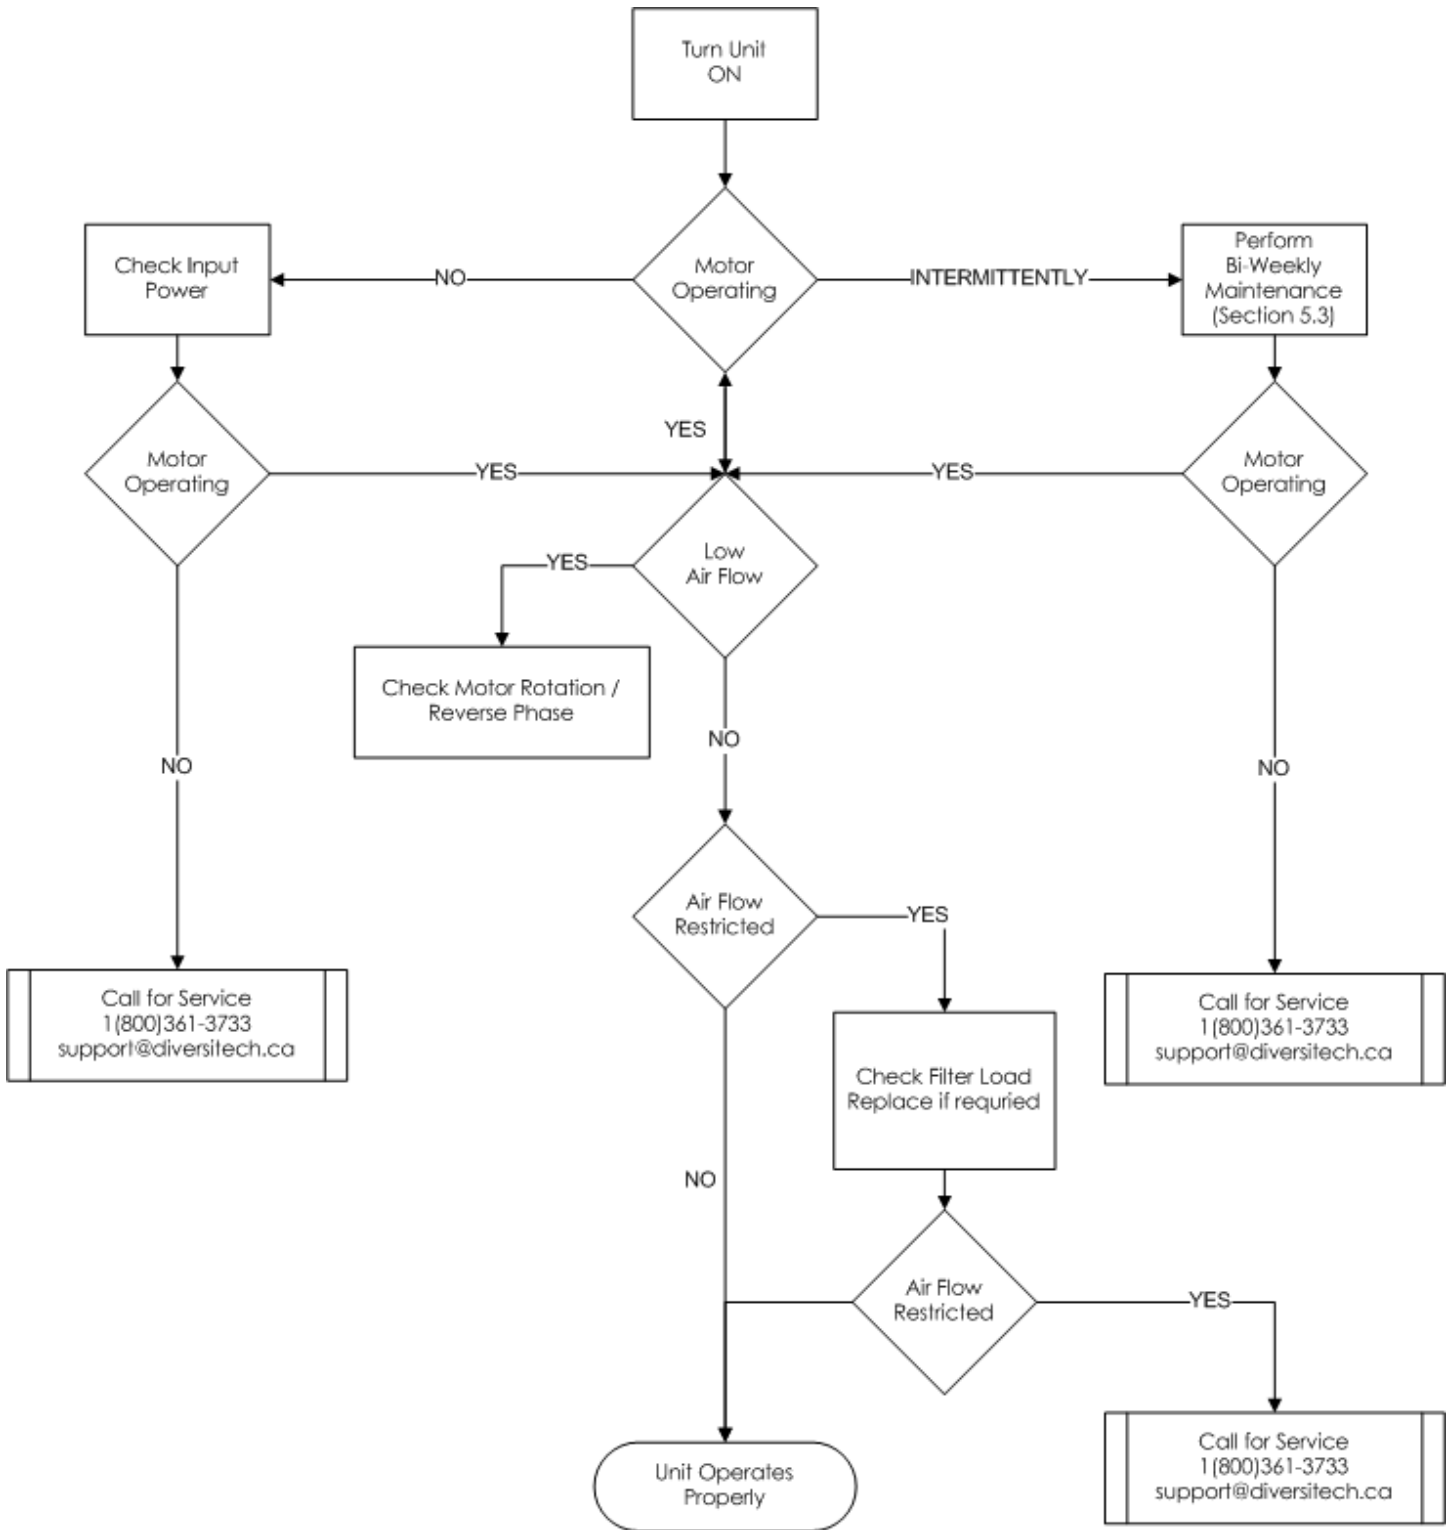 Turn Unit
ON
Check Input
Power
NO
Motor
Operating
INTERMITTENTLY
Perform
Bi-Weekly
Maintenance
(Section 5.3)
YES
Motor
Operating
YES
YES
Motor
Operating
YES
Low
Air Flow
Check Motor Rotation /
Reverse Phase
NO
NO
NO
Air Flow
Restricted
YES
Call for Service
1(800)361-3733
support@diversitech.ca
Call for Service
1(800)361-3733
support@diversitech.ca
Check Filter Load
Replace if requried
NO
Air Flow
Restricted
YES
Unit Operates
Properly
Call for Service
1(800)361-3733
support@diversitech.ca